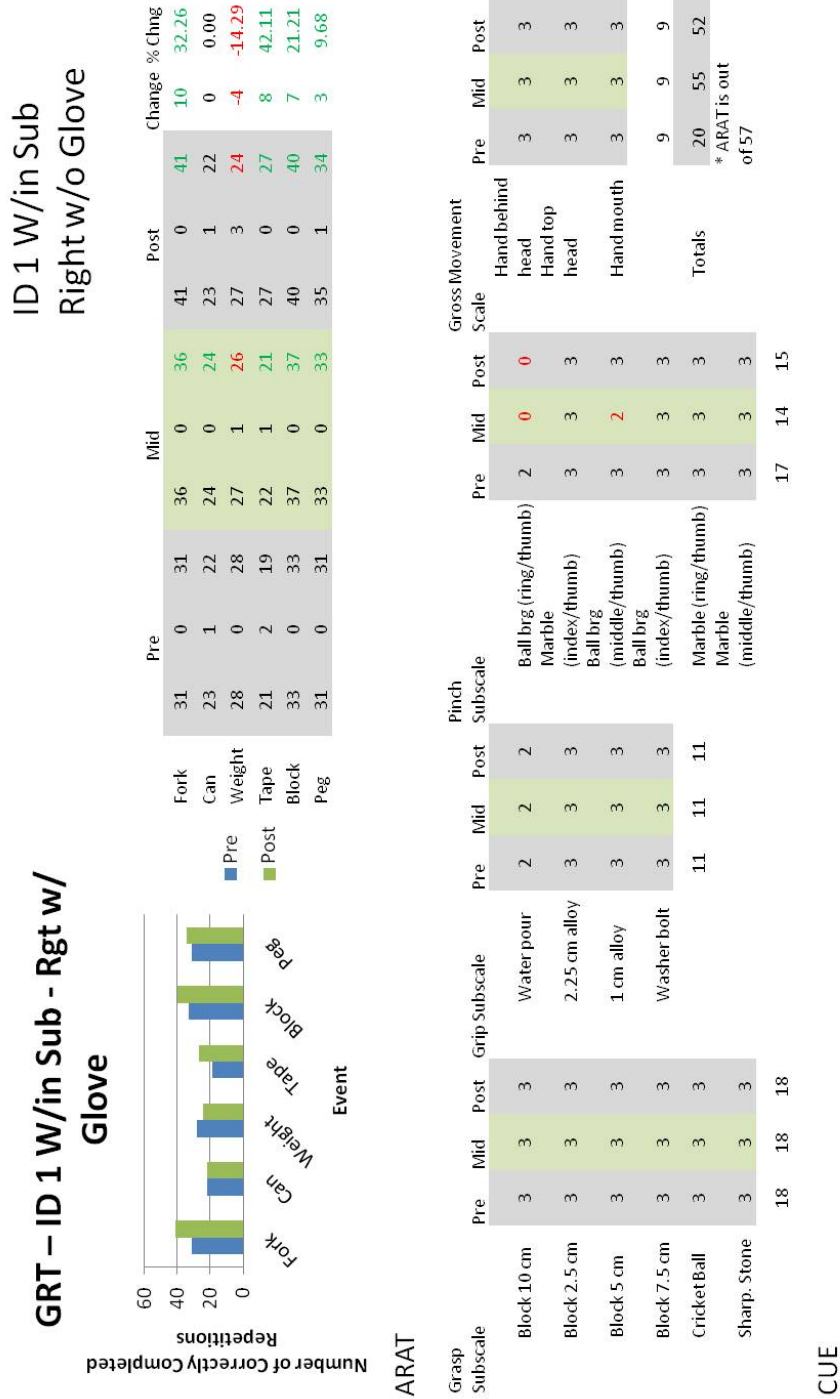 ID 1 W/in Sub
Right w/o Glove
GRT – ID 1 W/in Sub - Rgt w/
Glove
Number of Correctly Completed
Repetitions
60
40
20
0
Fork Can Weight Tape Block Peg
Event
Pre
Post
Pre Mid Post Change % Chng
Fork 31 0 31 36 0 36 41 0 41 10 32.26
Can 23 1 22 24 0 24 23 1 22 0 0.00
Weight 28 0 28 27 1 26 27 3 24 -4 -14.29
Tape 21 2 19 22 1 21 27 0 27 8 42.11
Block 33 0 33 37 0 37 40 0 40 7 21.21
Peg 31 0 31 33 0 33 35 1 34 3 9.68
ARAT
Grasp
Subscale
Pre Mid Post
Block 10 cm 3 3 3
Block 2.5 cm 3 3 3
Block 5 cm 3 3 3
Block 7.5 cm 3 3 3
Cricket Ball 3 3 3
Sharp. Stone 3 3 3
18 18 18
Grip Subscale
Pre Mid Post
Water pour 2 2 2
2.25 cm alloy 3 3 3
1 cm alloy 3 3 3
Washer bolt 3 3 3
11 11 11
Pinch
Subscale
Pre Mid Post
Ball brg (ring/thumb) 2 0 0
Marble
(index/thumb) 3 3 3
Ball brg
(middle/thumb) 3 2 3
Ball brg
(index/thumb) 3 3 3
Marble (ring/thumb) 3 3 3
Marble
(middle/thumb) 3 3 3
17 14 15
Gross Movement
Scale
Pre Mid Post
Hand behind
head 3 3 3
Hand top
head 3 3 3
Hand mouth 3 3 3
9 9 9
Totals 20 55 52
* ARAT is out
of 57
CUE